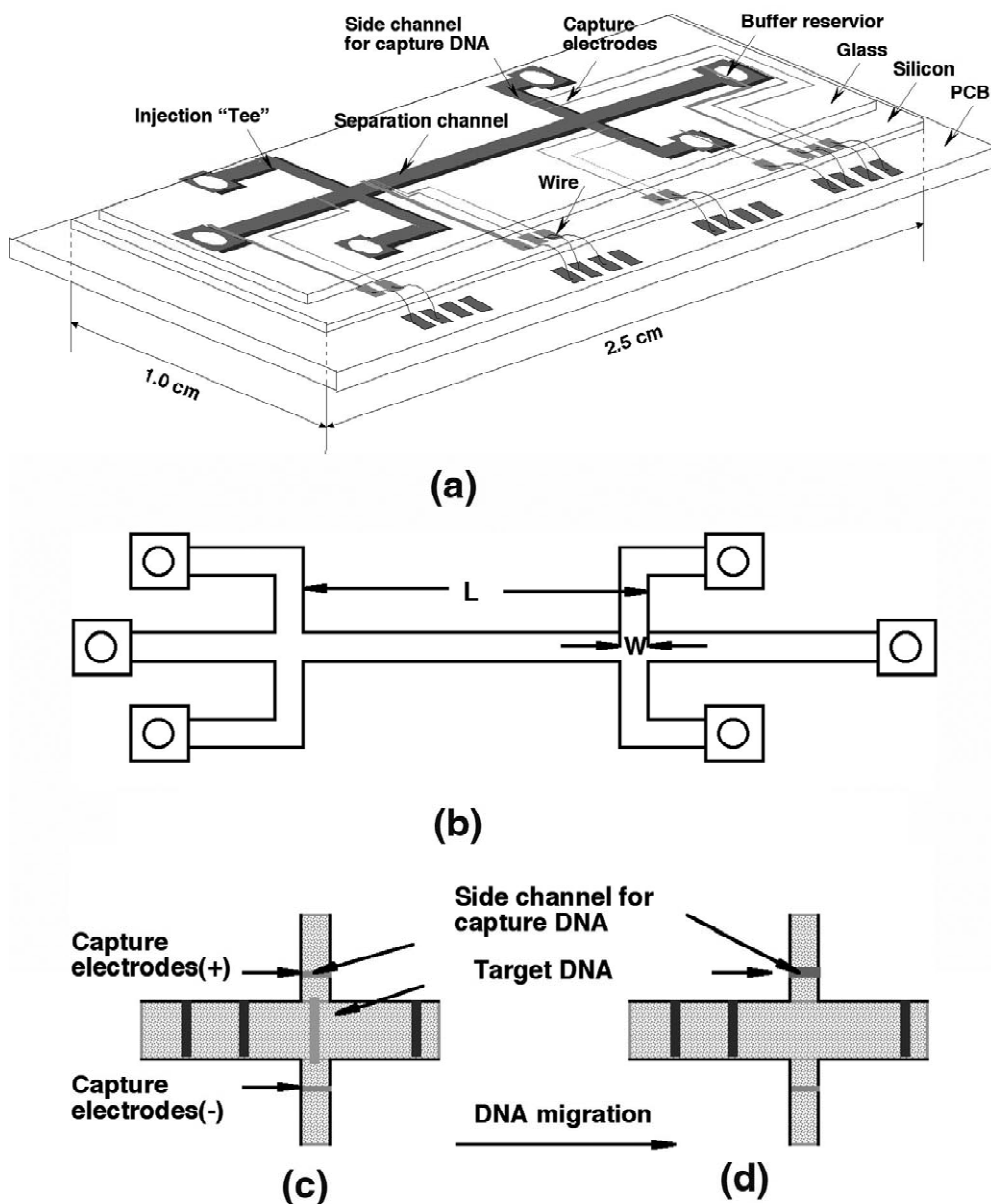 Side channel
for capture DNA
Capture
electrodes
Buffer reservior
Glass
Silicon
PCB
Injection “Tee”
Separation channel
Wire
2.5 cm
1.0 cm
(a)
L
W
(b)
Side channel for
capture DNA
Capture
electrodes(+)
Target DNA
Capture
electrodes(-)
DNA migration
(c)
(d)